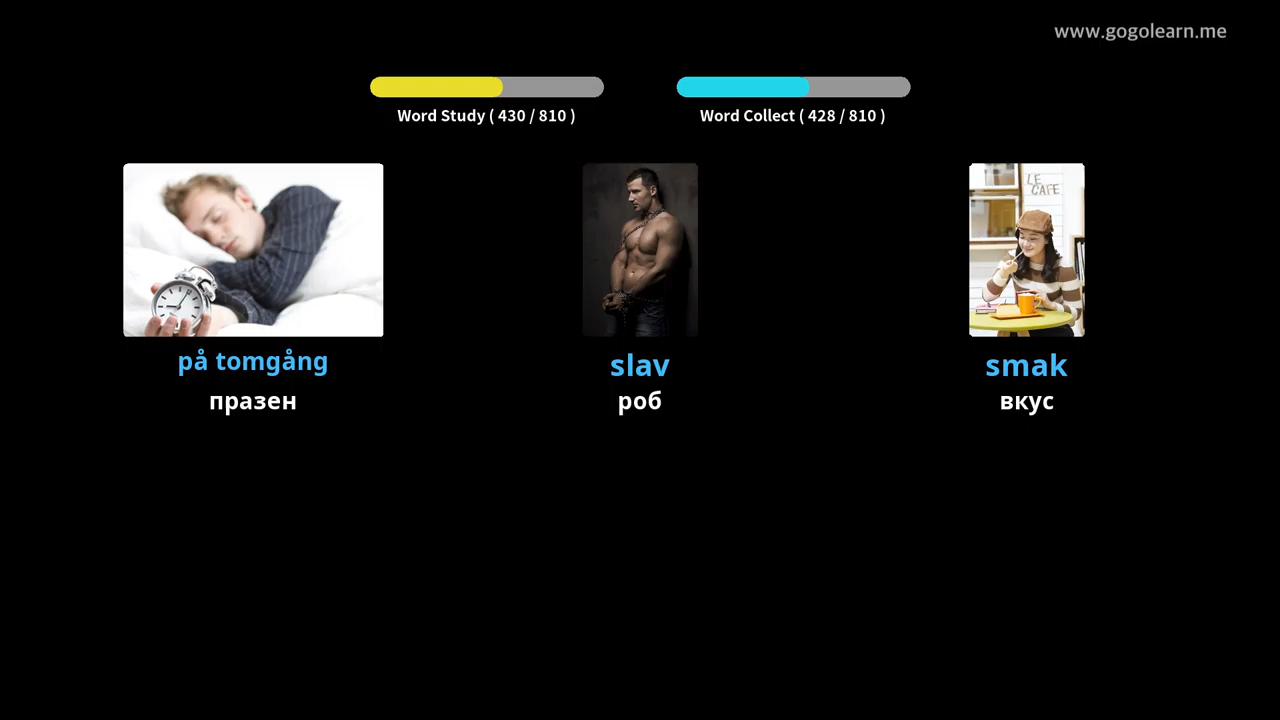 www.gogolearn.me
Word Study ( 430 / 810 )
Word Collect ( 428 / 810 )
LE
CAFE
på tomgång
slav
smak
празен
роб
вкус